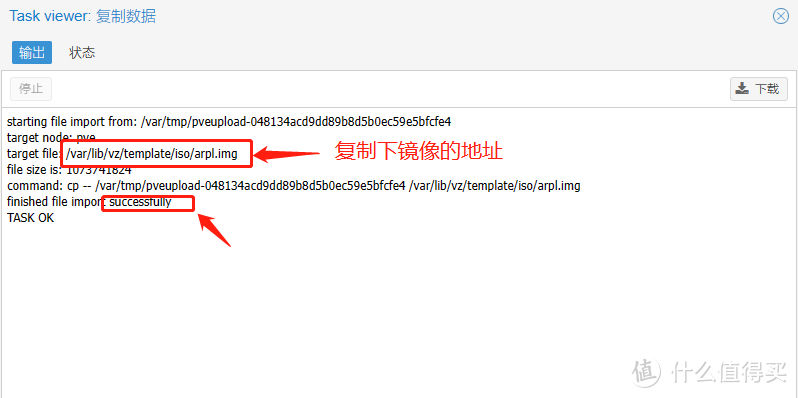 Task viewer: 复制数据
输出 状态
停止 下载
starting file import from: /var/tmp/pveupload-048134acd9dd89b8d5b0ec59e5bfcfe4
target node: pve
target file: /var/lib/vz/template/iso/arpl.img
复制下镜像的地址
file size is: 1073741824
command: cp -- /var/tmp/pveupload-048134acd9dd89b8d5b0ec59e5bfcfe4 /var/lib/vz/template/iso/arpl.img
finished file import successfully
TASK OK
值 什么值得买